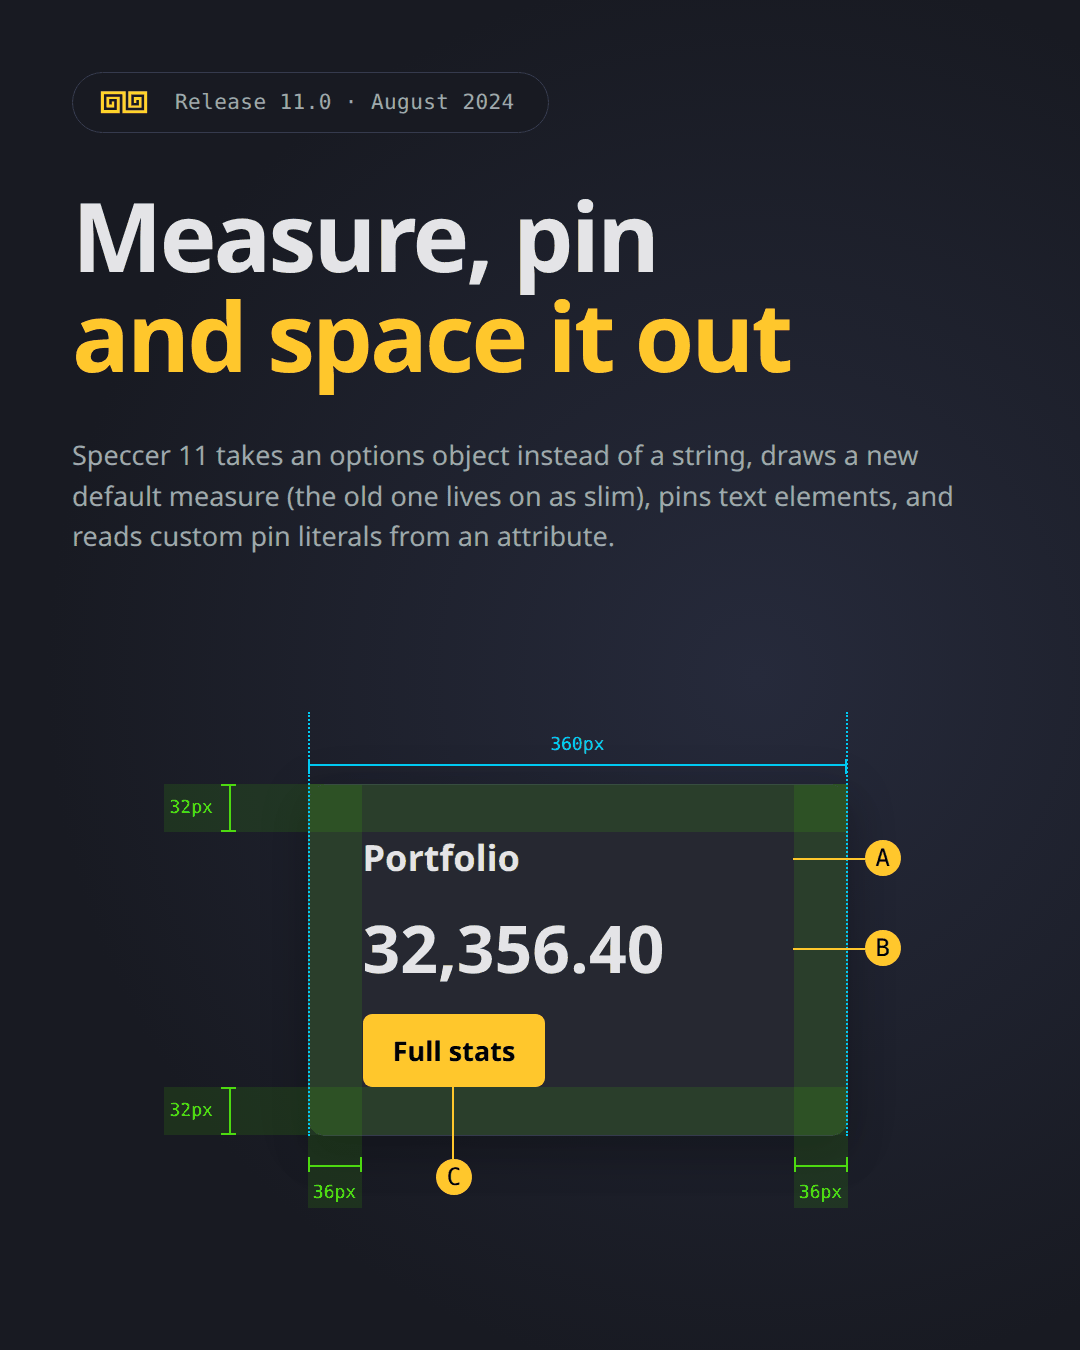 Release 11.0 · August 2024
Measure, pin
and space it out
Speccer 11 takes an options object instead of a string, draws a new
default measure (the old one lives on as slim), pins text elements, and
reads custom pin literals from an attribute.
360px
32px
Portfolio
A
32,356.40
B
Full stats
32px
C
36px
36px